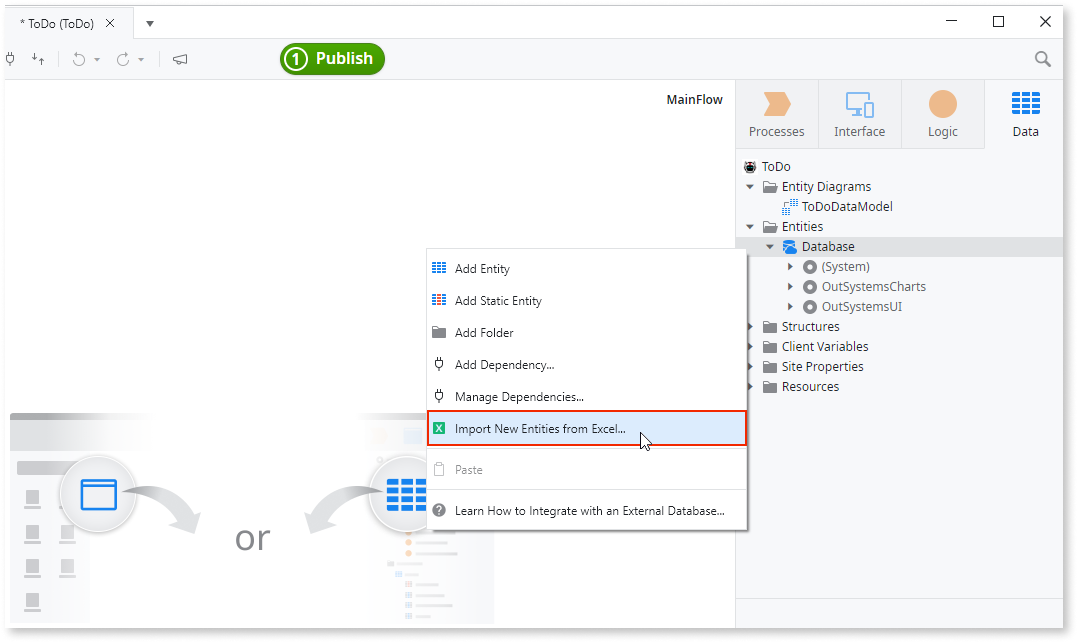 * ToDo (ToDo)
1 Publish
MainFlow
Processes
Interface
Logic
Data
ToDo
Entity Diagrams
ToDoDataModel
Entities
Database
(System)
OutSystemsCharts
OutSystemsUI
Structures
Client Variables
Site Properties
Resources
Add Entity
Add Static Entity
Add Folder
Add Dependency...
Manage Dependencies...
Import New Entities from Excel...
Paste
Learn How to Integrate with an External Database...
or